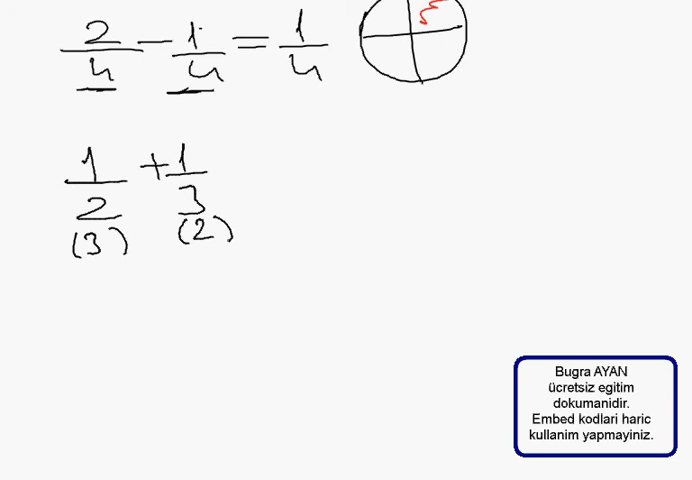 2/4 - 1/4 = 1/4
1/2 + 1/3
(3) (2)
Bugra AYAN
ücretsiz egitim
dokumanidir.
Embed kodlari haric
kullanim yapmayiniz.